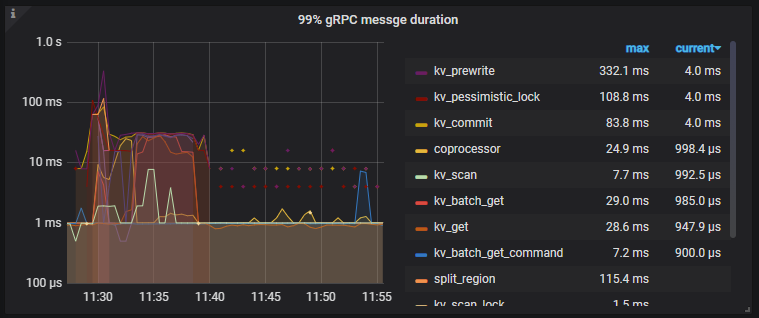 i
99% gRPC messge duration
1.0 s
100 ms
10 ms
1 ms
100 µs
11:30 11:35 11:40 11:45 11:50 11:55
max current
kv_prewrite 332.1 ms 4.0 ms
kv_pessimistic_lock 108.8 ms 4.0 ms
kv_commit 83.8 ms 4.0 ms
coprocessor 24.9 ms 998.4 µs
kv_scan 7.7 ms 992.5 µs
kv_batch_get 29.0 ms 985.0 µs
kv_get 28.6 ms 947.9 µs
kv_batch_get_command 7.2 ms 900.0 µs
split_region 115.4 ms
kv_scan_lock 1.5 ms